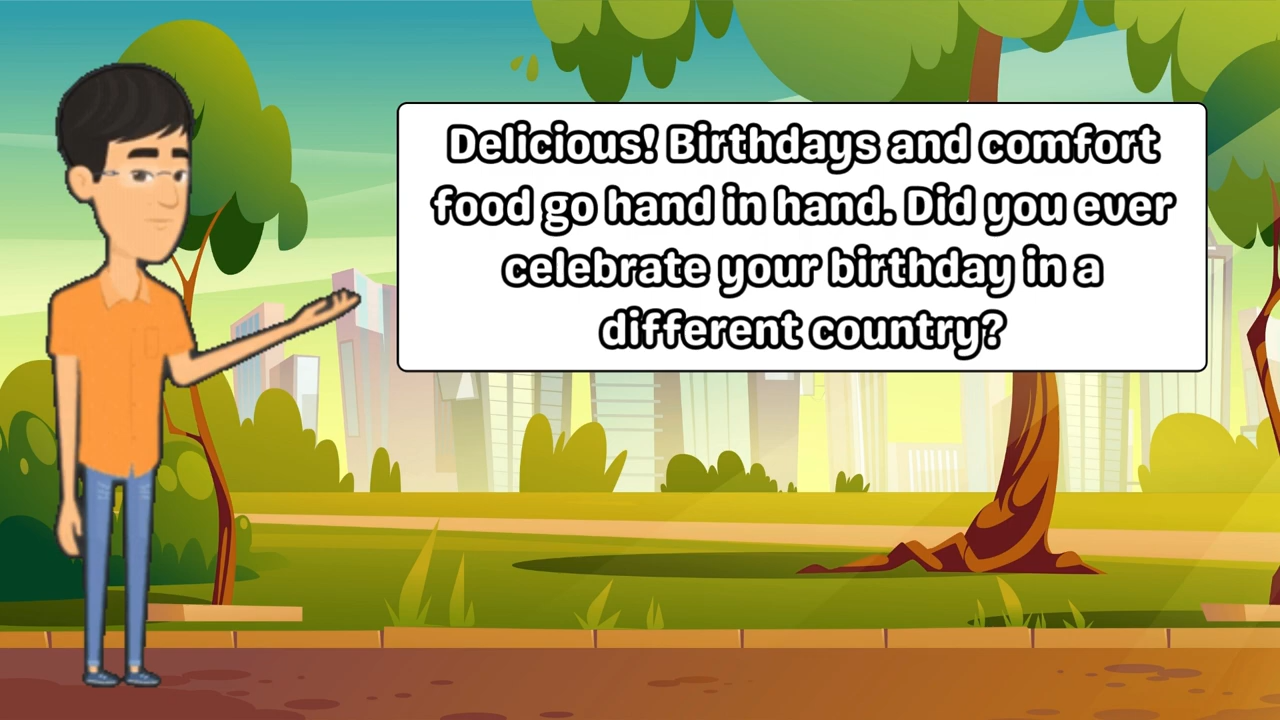 Delicious! Birthdays and comfort
food go hand in hand. Did you ever
celebrate your birthday in a
different country?